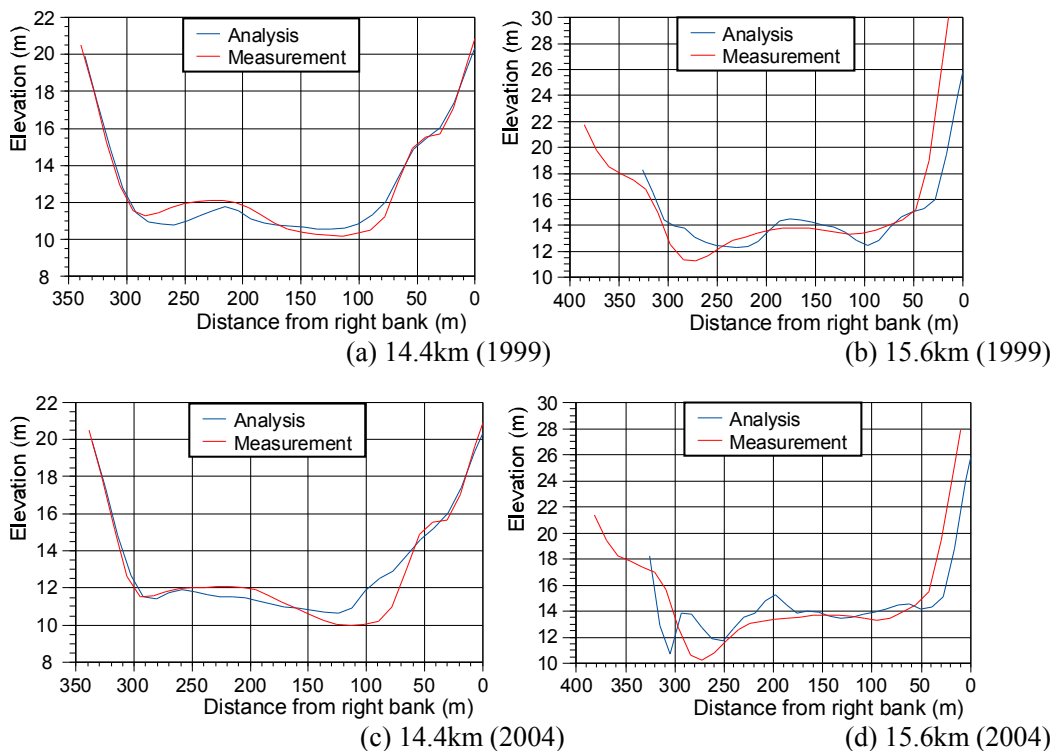 Analysis
Measurement
Elevation (m)
22
20
18
16
14
12
10
8
350 300 250 200 150 100 50 0
Distance from right bank (m)
(a) 14.4km (1999)
Analysis
Measurement
Elevation (m)
30
28
26
24
22
20
18
16
14
12
10
400 350 300 250 200 150 100 50 0
Distance from right bank (m)
(b) 15.6km (1999)
Analysis
Measurement
Elevation (m)
22
20
18
16
14
12
10
8
350 300 250 200 150 100 50 0
Distance from right bank (m)
(c) 14.4km (2004)
Analysis
Measurement
Elevation (m)
30
28
26
24
22
20
18
16
14
12
10
400 350 300 250 200 150 100 50 0
Distance from right bank (m)
(d) 15.6km (2004)